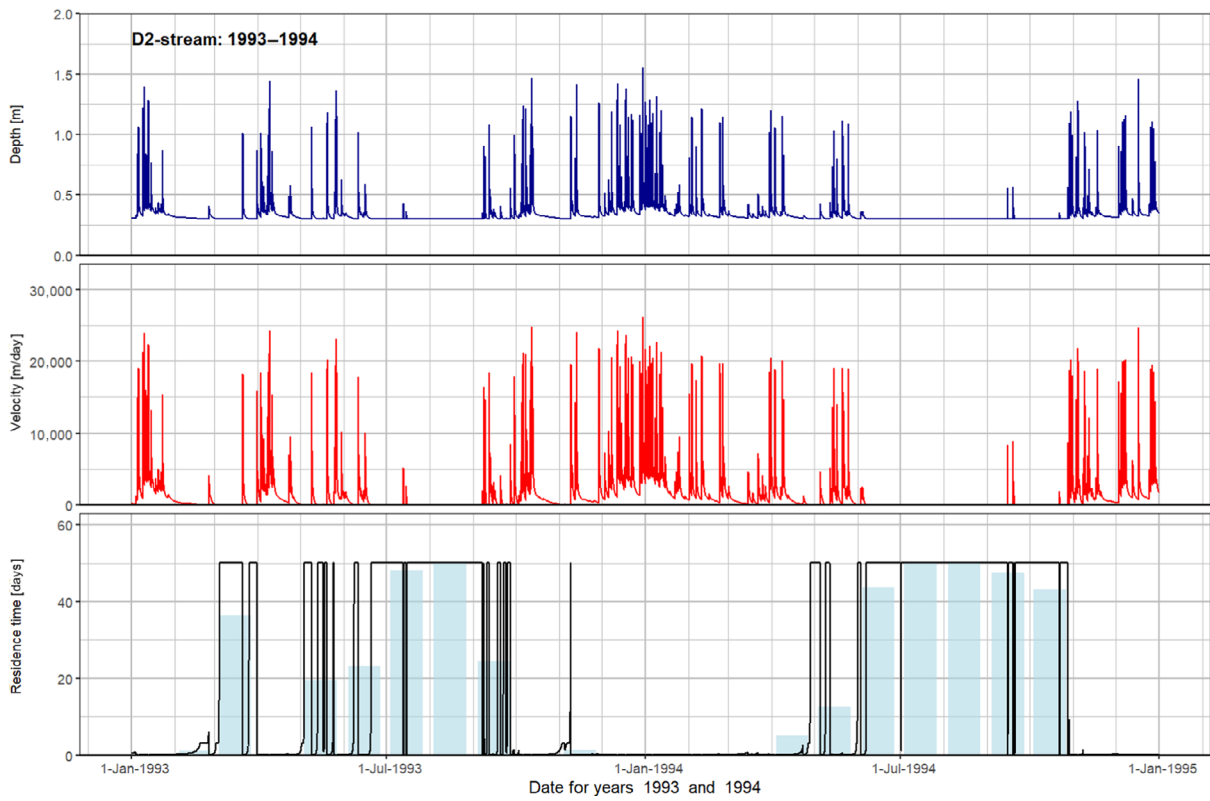 2.0
D2-stream: 1993–1994
1.5
1.0
0.5
0.0
Depth [m]
30,000
20,000
10,000
0
Velocity [m/day]
60
40
20
0
Residence time [days]
1-Jan-1993 1-Jul-1993 1-Jan-1994 1-Jul-1994 1-Jan-1995
Date for years 1993 and 1994